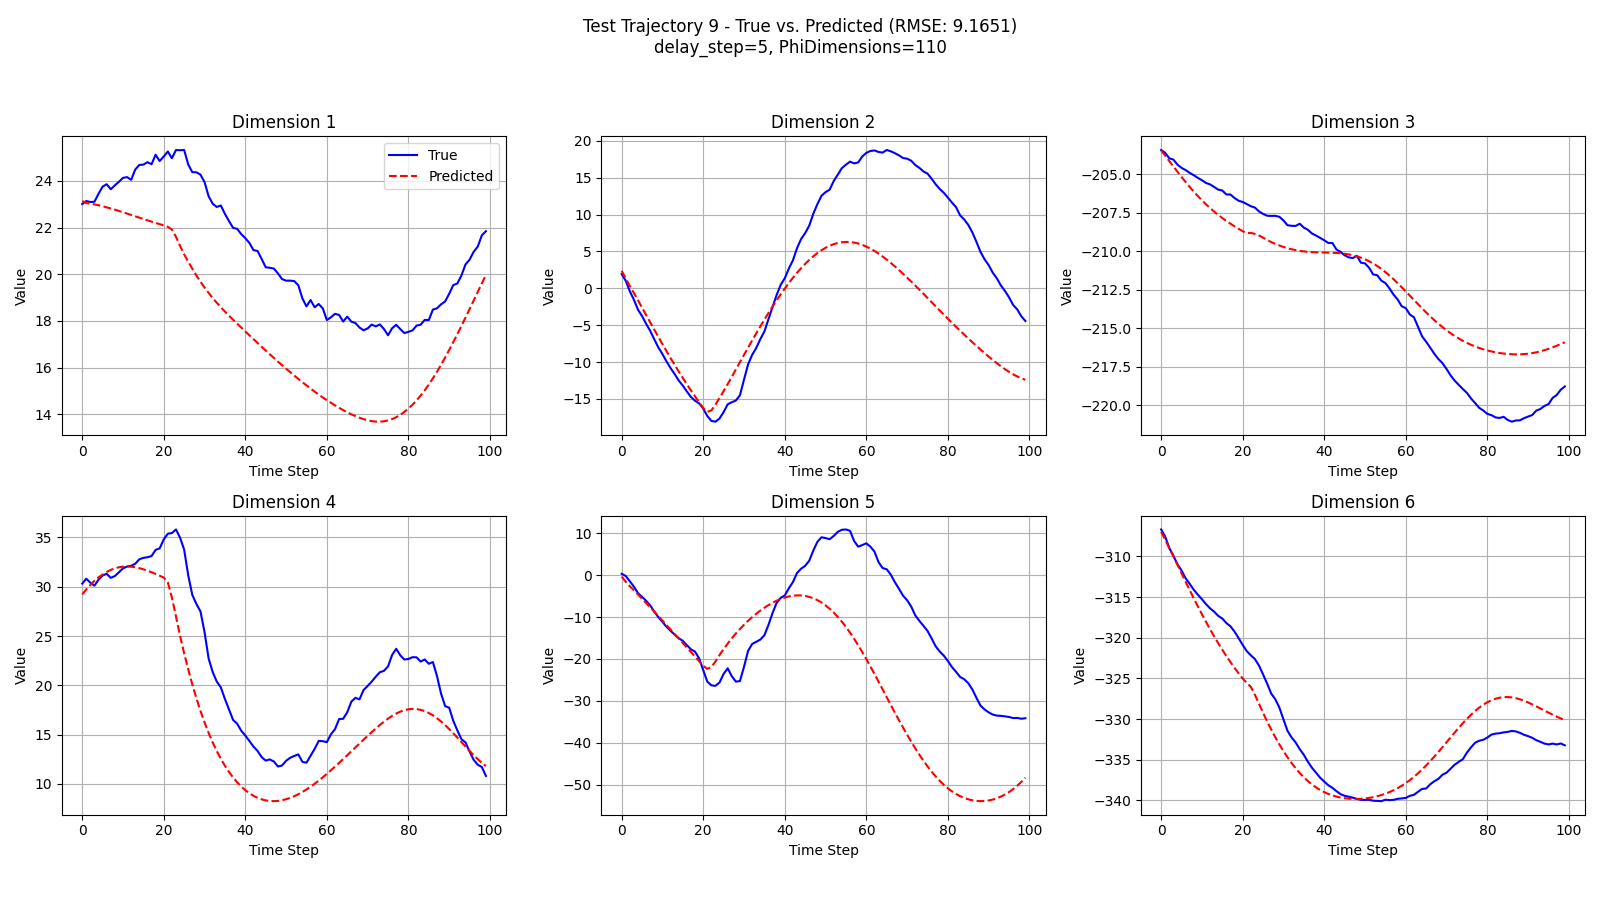 Test Trajectory 9 - True vs. Predicted (RMSE: 9.1651)
delay_step=5, PhiDimensions=110
Dimension 1
Value
24
22
20
18
16
14
0 20 40 60 80 100
Time Step
True
Predicted
Dimension 2
Value
20
15
10
5
0
−5
−10
−15
0 20 40 60 80 100
Time Step
Dimension 3
Value
−205.0
−207.5
−210.0
−212.5
−215.0
−217.5
−220.0
0 20 40 60 80 100
Time Step
Dimension 4
Value
35
30
25
20
15
10
0 20 40 60 80 100
Time Step
Dimension 5
Value
10
0
−10
−20
−30
−40
−50
0 20 40 60 80 100
Time Step
Dimension 6
Value
−310
−315
−320
−325
−330
−335
−340
0 20 40 60 80 100
Time Step